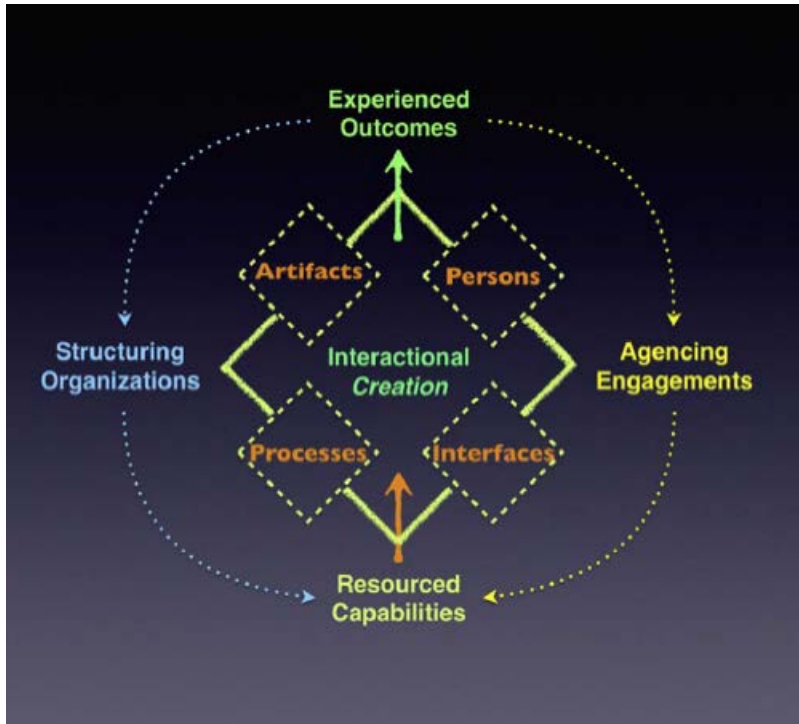 Experienced
Outcomes
Artifacts
Persons
Structuring
Organizations
Interactional
Creation
Agencing
Engagements
Processes
Interfaces
Resourced
Capabilities